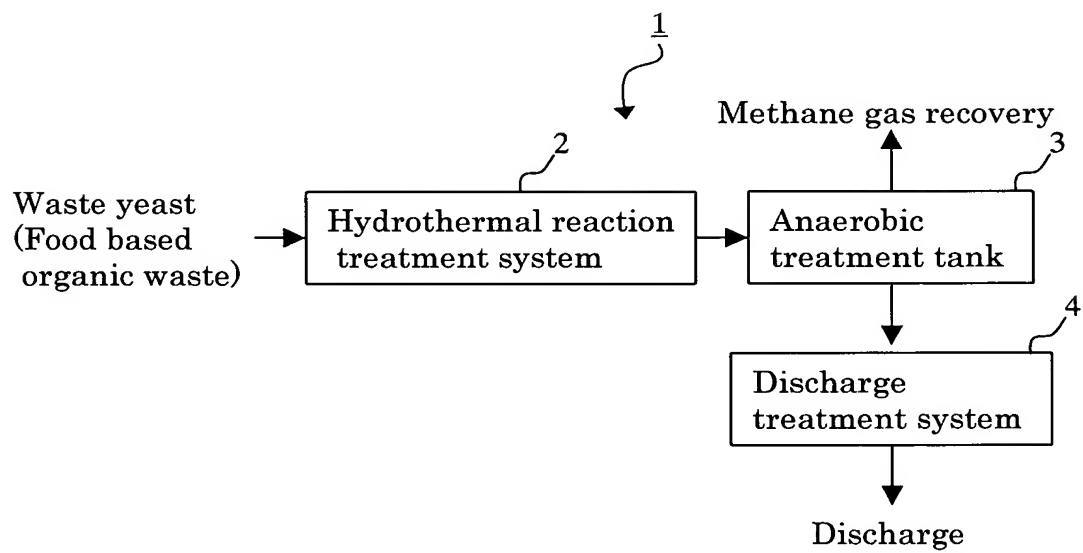 1
Methane gas recovery
2
3
Waste yeast
(Food based
organic waste)
Hydrothermal reaction
treatment system
Anaerobic
treatment tank
4
Discharge
treatment system
Discharge